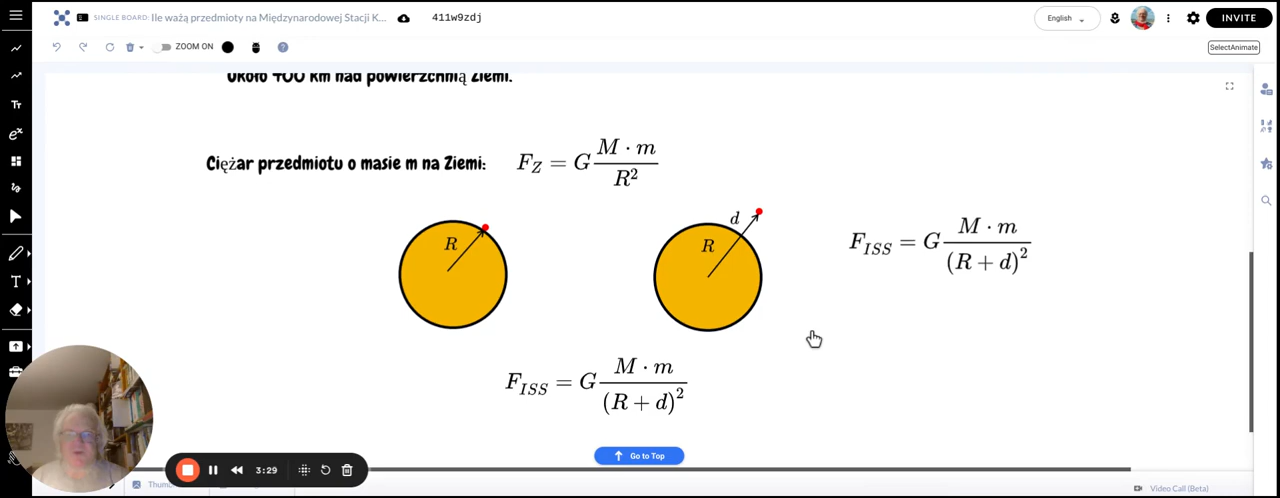 SINGLE BOARD: Ile ważą przedmioty na Międzynarodowej Stacji K... 411w9zdj English INVITE
ZOOM ON SelectAnimate
około 400 km nad powierzchnią Ziemi.
Ciężar przedmiotu o masie m na Ziemi: F_Z = G M · m / R²
R
d
R
F_ISS = G M · m / (R + d)²
F_ISS = G M · m / (R + d)²
Go to Top
3:29
Video Call (Beta)